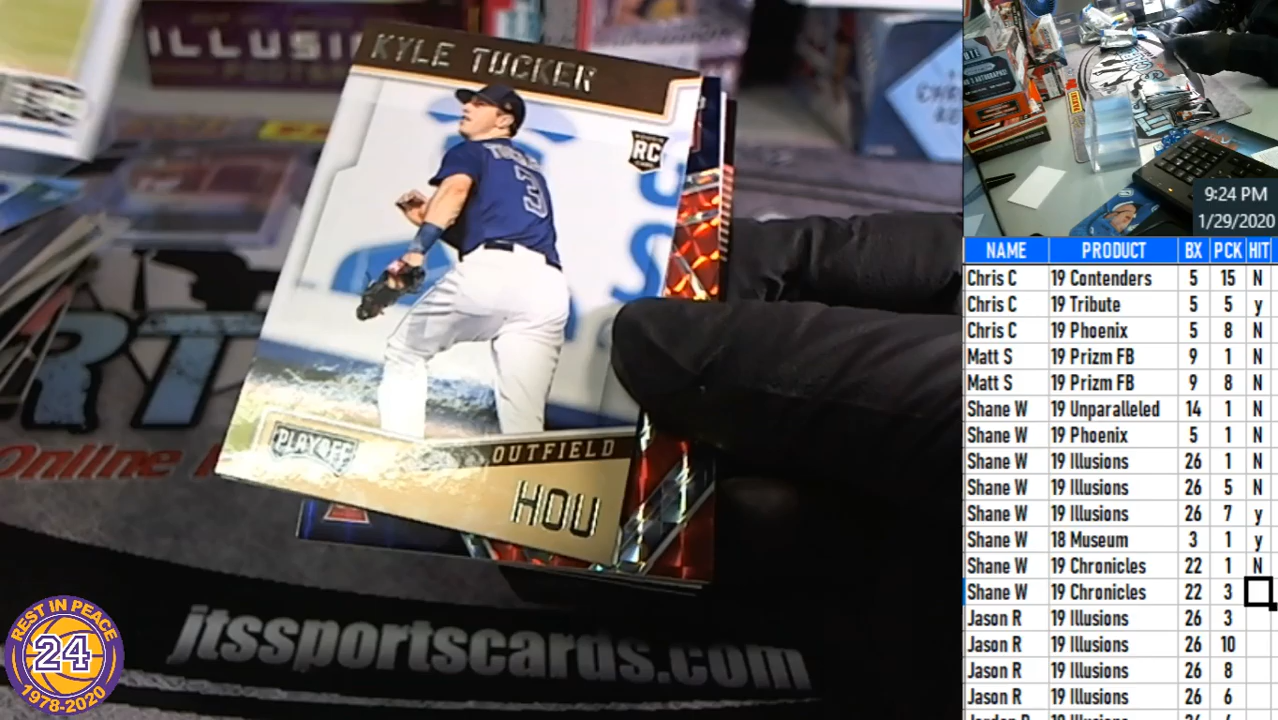 ILLUSI
KYLE TUCKER
RC
3
PLAYOFF
OUTFIELD
HOU
RT
Online
jtssportscards.com
REST IN PEACE
24
1978-2020
9:24 PM
1/29/2020
NAME PRODUCT BX PCK HIT
Chris C 19 Contenders 5 15 N
Chris C 19 Tribute 5 5 y
Chris C 19 Phoenix 5 8 N
Matt S 19 Prizm FB 9 1 N
Matt S 19 Prizm FB 9 8 N
Shane W 19 Unparalleled 14 1 N
Shane W 19 Phoenix 5 1 N
Shane W 19 Illusions 26 1 N
Shane W 19 Illusions 26 5 N
Shane W 19 Illusions 26 7 y
Shane W 18 Museum 3 1 y
Shane W 19 Chronicles 22 1 N
Shane W 19 Chronicles 22 3
Jason R 19 Illusions 26 3
Jason R 19 Illusions 26 10
Jason R 19 Illusions 26 8
Jason R 19 Illusions 26 6